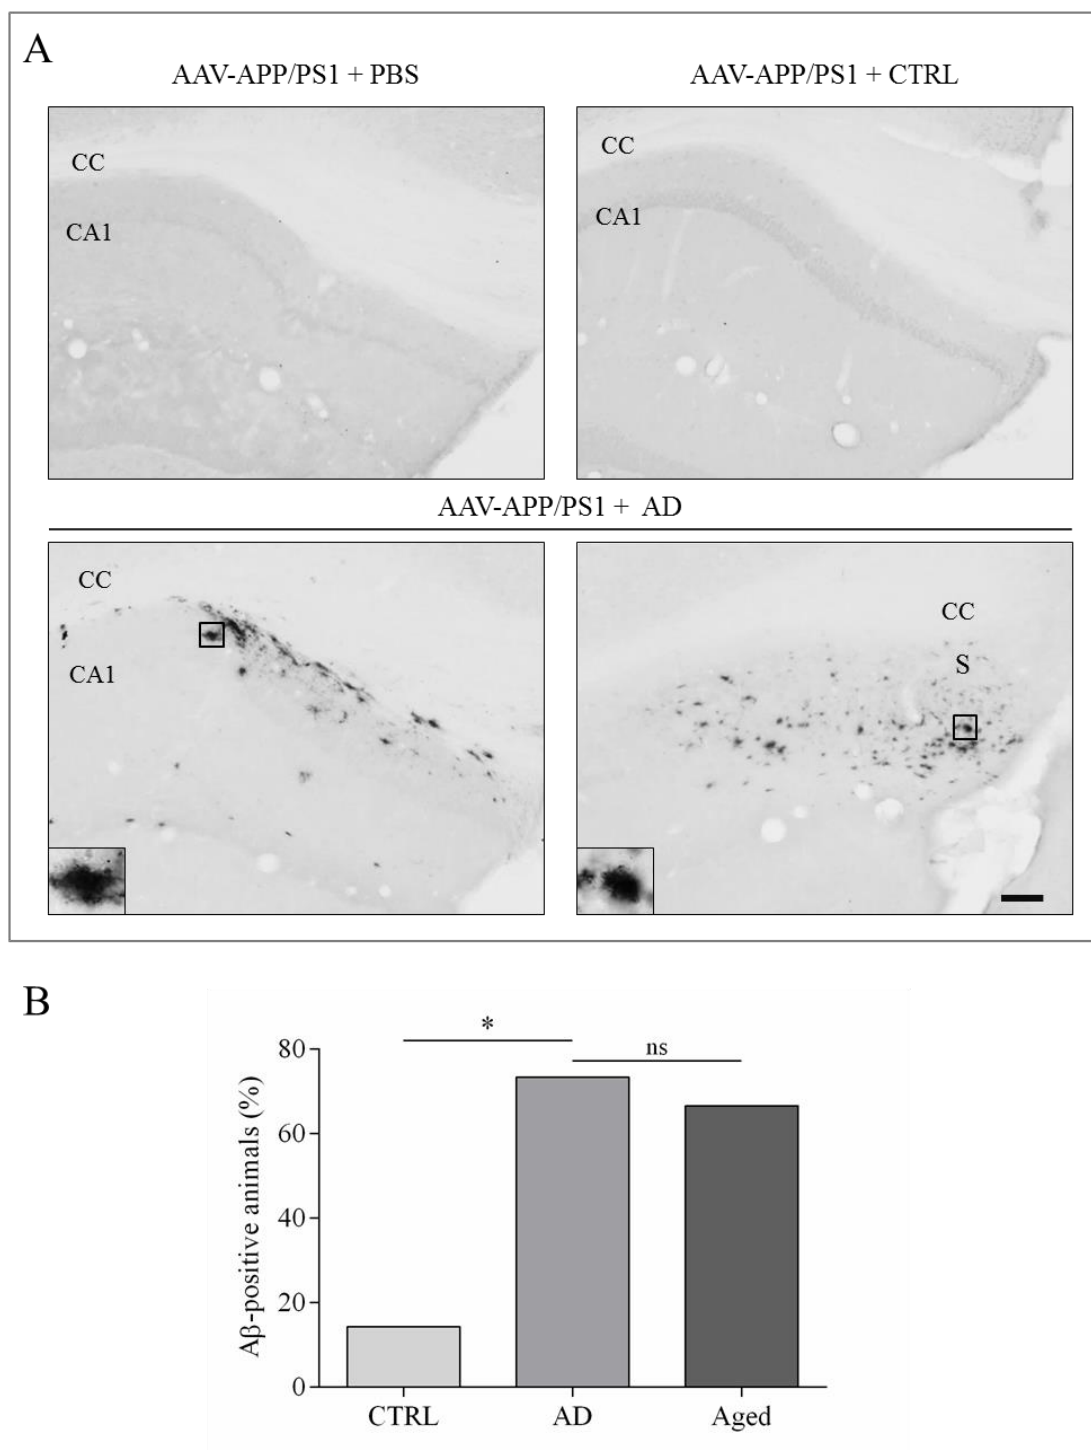 A
AAV-APP/PS1 + PBS
AAV-APP/PS1 + CTRL
CC
CA1
CC
CA1
AAV-APP/PS1 + AD
CC
CA1
CC
S
B
*
ns
80
60
40
20
0
Aβ-positive animals (%)
CTRL
AD
Aged